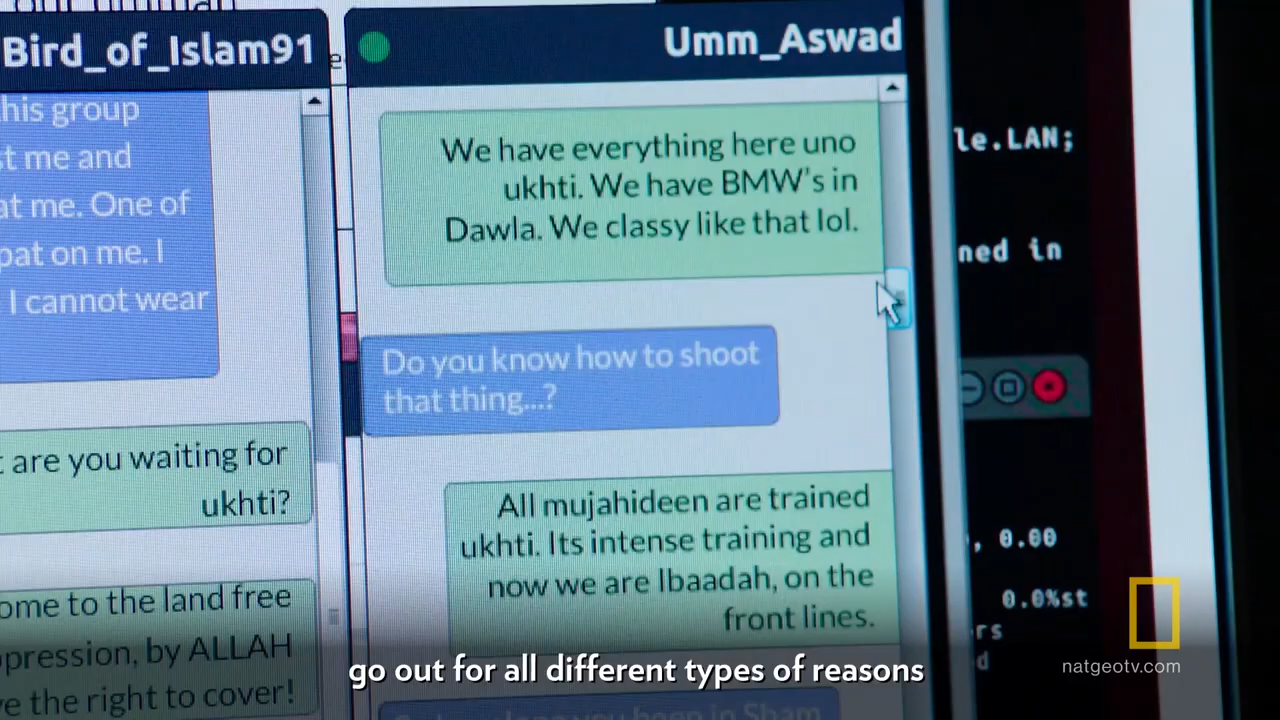 Bird_of_Islam91
his group
t me and
at me. One of
pat on me. I
I cannot wear
are you waiting for
ukhti?
ome to the land free
ppression, by ALLAH
ve the right to cover!
Umm_Aswad
We have everything here uno
ukhti. We have BMW's in
Dawla. We classy like that lol.
Do you know how to shoot
that thing...?
All mujahideen are trained
ukhti. Its intense training and
now we are Ibaadah, on the
front lines.
le.LAN;
ned in
, 0.00
0.0%st
rs
d
go out for all different types of reasons
natgeotv.com